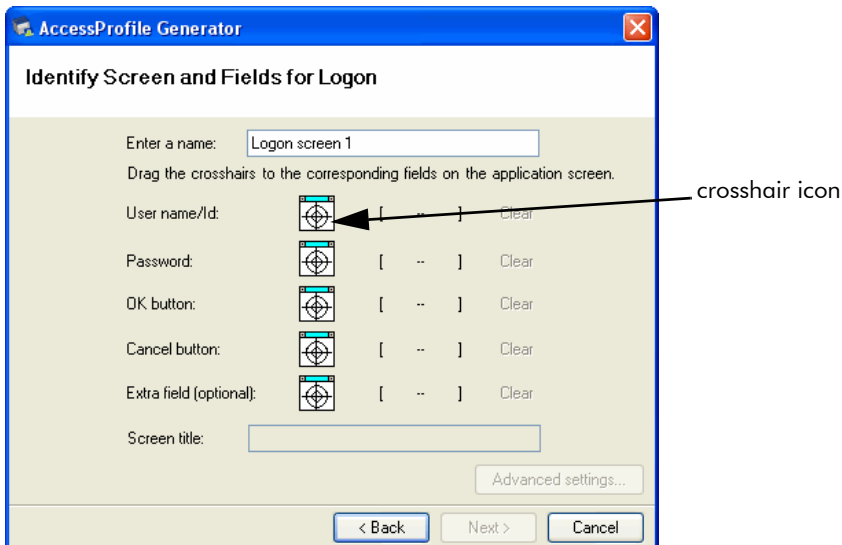 AccessProfile Generator
Identify Screen and Fields for Logon
Enter a name: Logon screen 1
Drag the crosshairs to the corresponding fields on the application screen.
crosshair icon
User name/Id: [ -- ] Clear
Password: [ -- ] Clear
OK button: [ -- ] Clear
Cancel button: [ -- ] Clear
Extra field (optional): [ -- ] Clear
Screen title:
Advanced settings...
< Back Next > Cancel